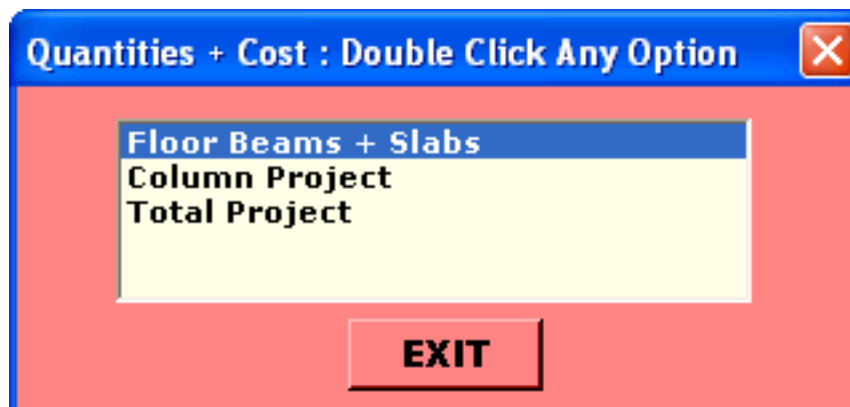 Quantities + Cost : Double Click Any Option
Floor Beams + Slabs
Column Project
Total Project
EXIT